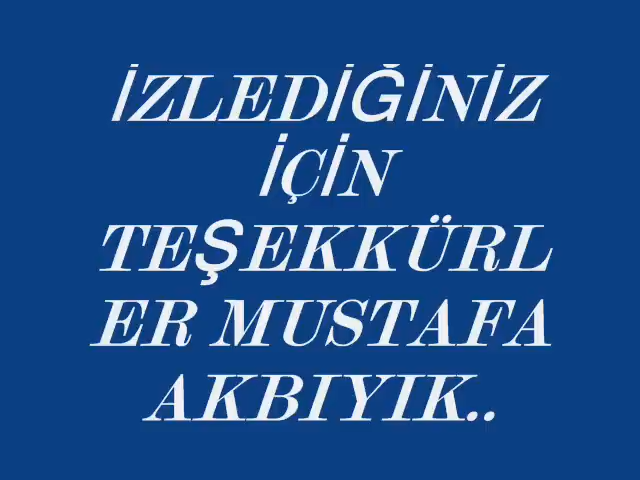 İZLEDİĞİNİZ
İÇİN
TEŞEKKÜRL
ER MUSTAFA
AKBIYIK..